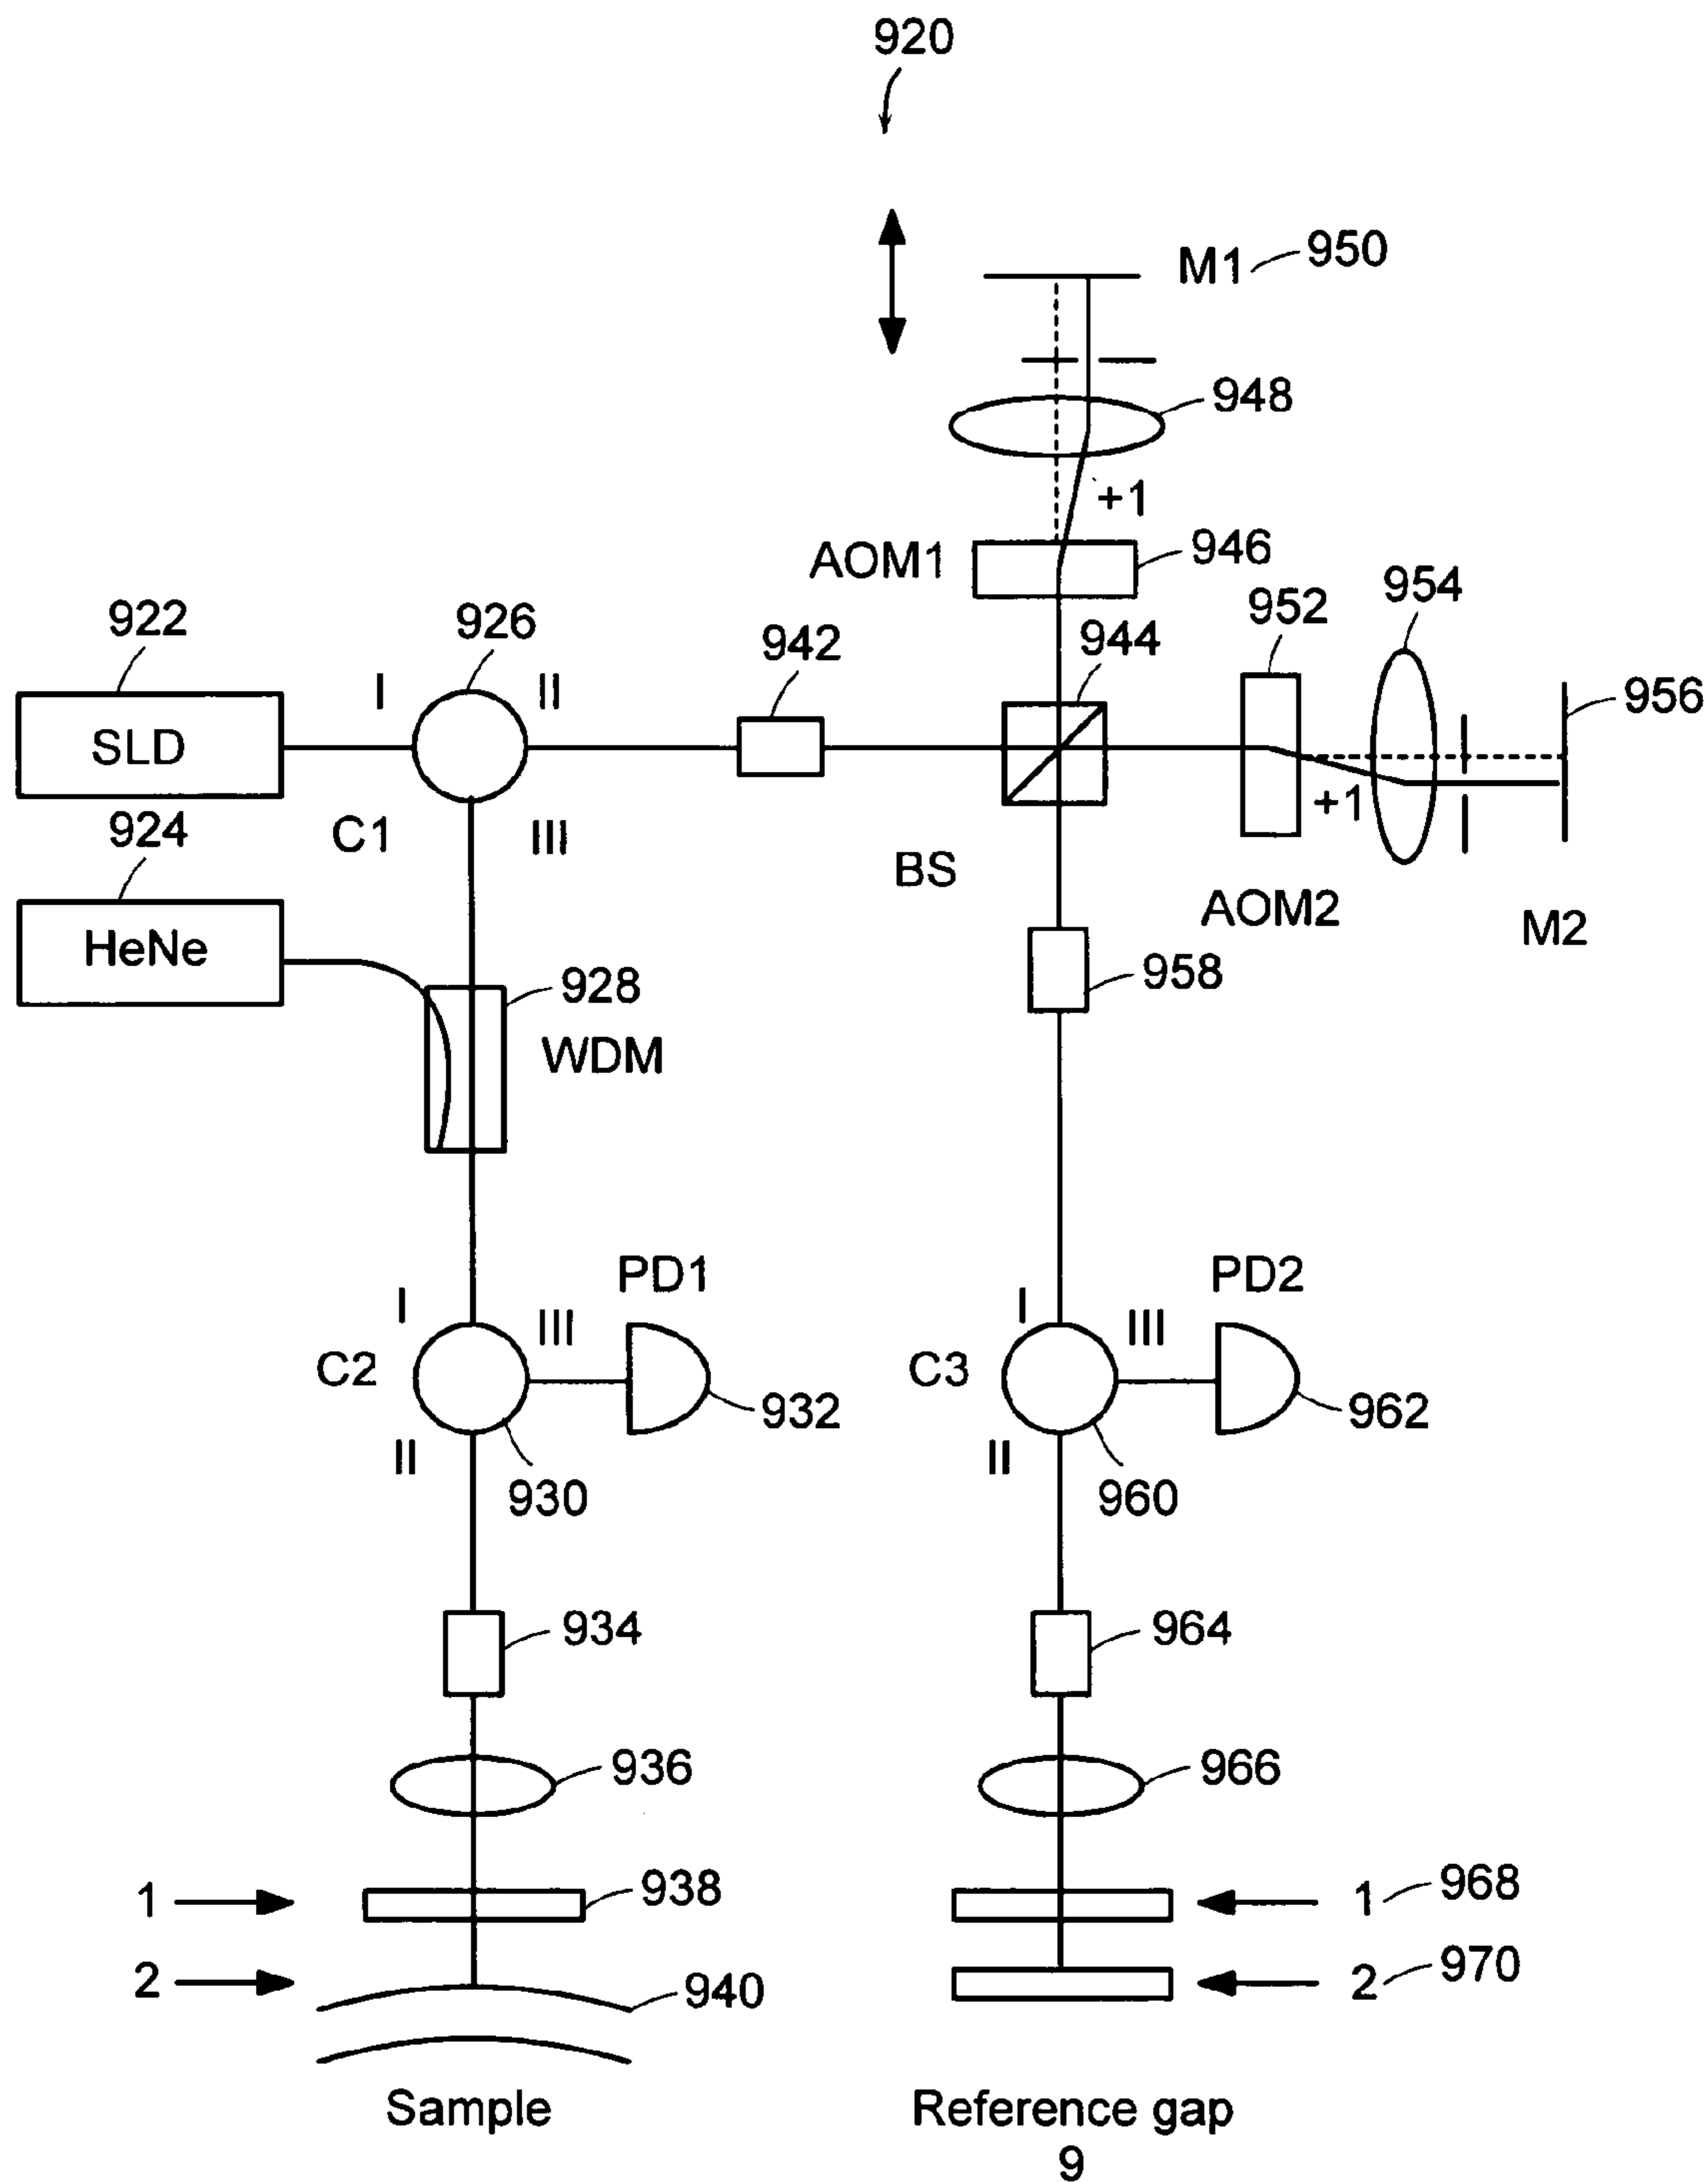 920
M1 950
948
+1
AOM1 946
952 954
922 926 942 944
I II
SLD
956
924 C1 III
+1
BS AOM2
M2
HeNe
928 958
WDM
PD1 PD2
I III I III
C2 C3
932 962
II II
930 960
934 964
936 966
1 938 1 968
2 940 2 970
Sample Reference gap
9